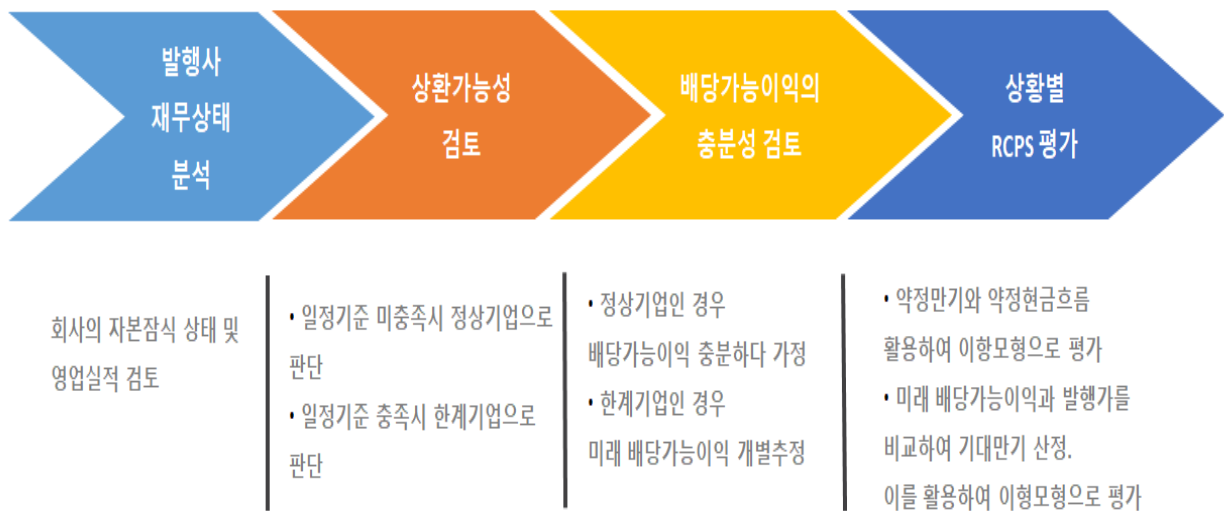 발행사
재무상태
분석
상환가능성
검토
배당가능이익의
충분성 검토
상황별
RCPS 평가
회사의 자본잠식 상태 및
영업실적 검토
• 일정기준 미충족시 정상기업으로
판단
• 일정기준 충족시 한계기업으로
판단
• 정상기업인 경우
배당가능이익 충분하다 가정
• 한계기업인 경우
미래 배당가능이익 개별추정
• 약정만기와 약정현금흐름
활용하여 이항모형으로 평가
• 미래 배당가능이익과 발행가를
비교하여 기대만기 산정.
이를 활용하여 이형모형으로 평가